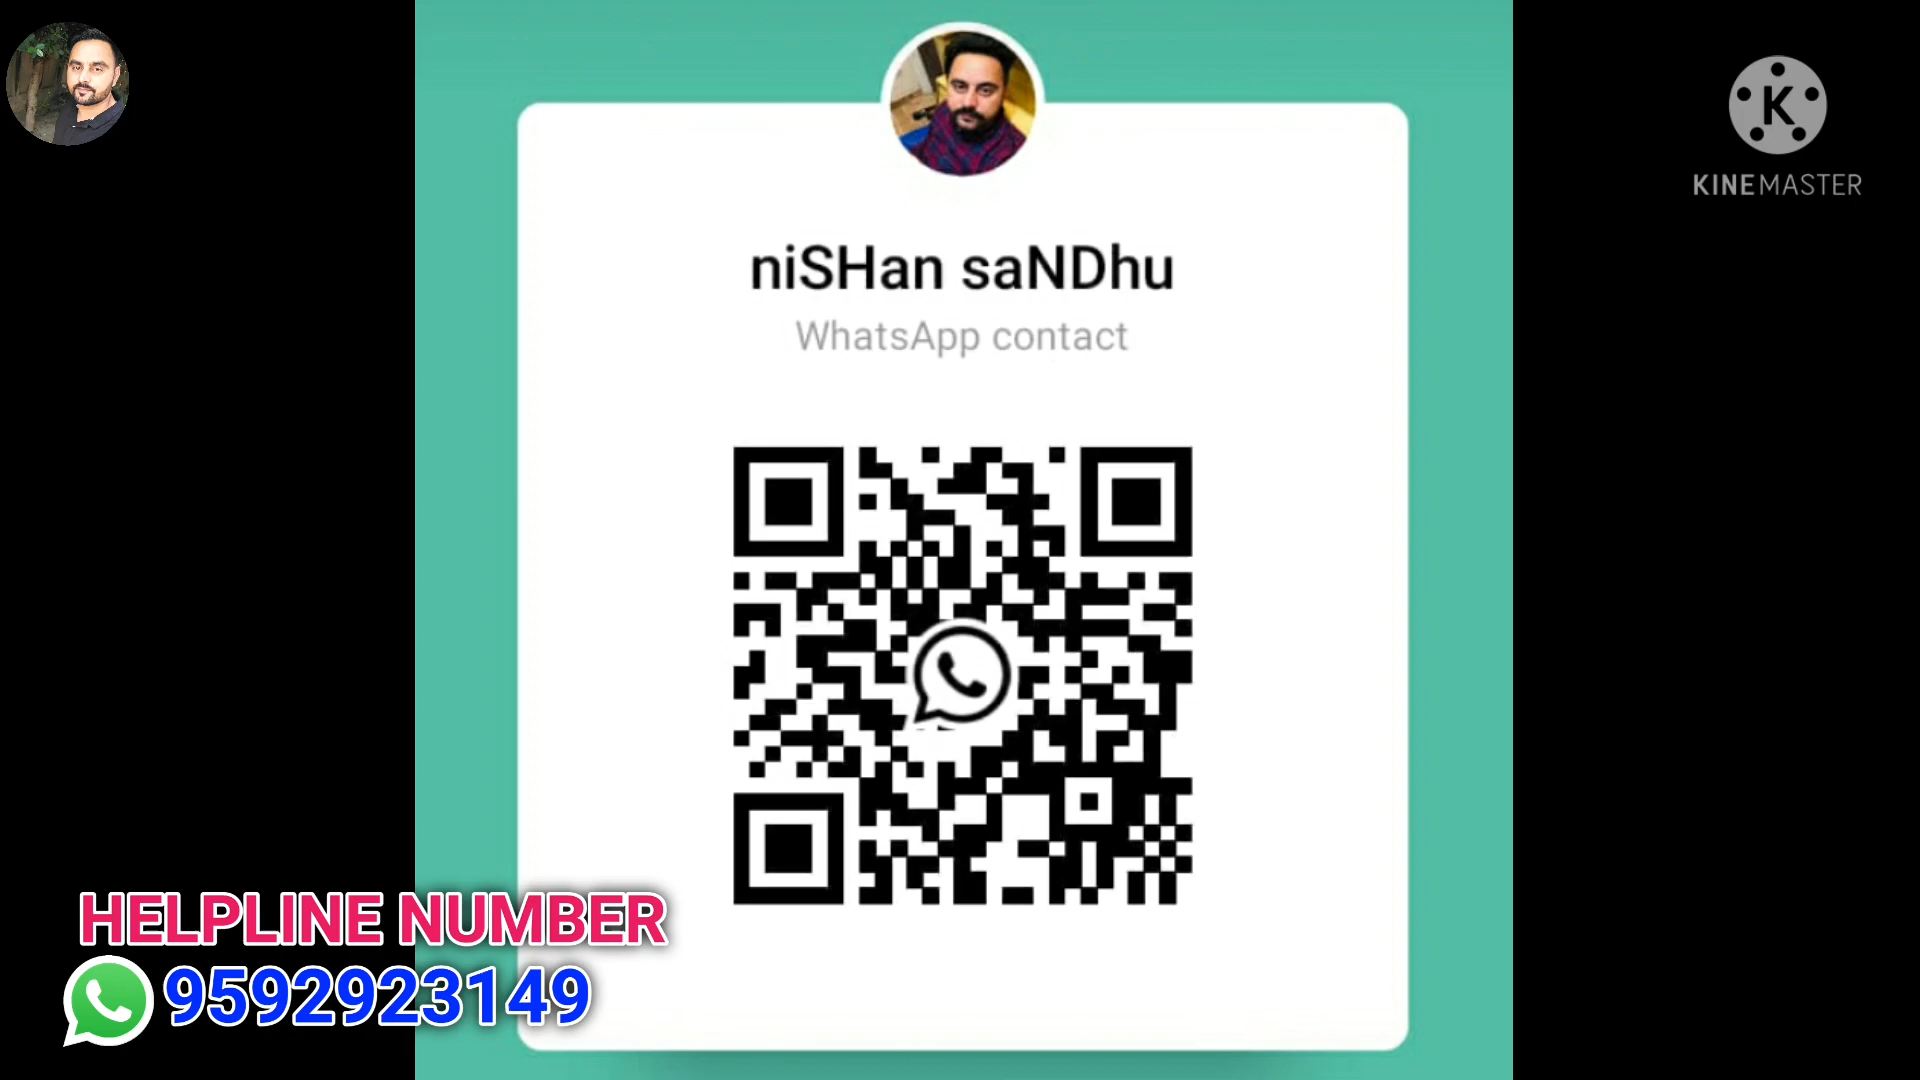 K
KINEMASTER
niSHan saNDhu
WhatsApp contact
HELPLINE NUMBER
9592923149